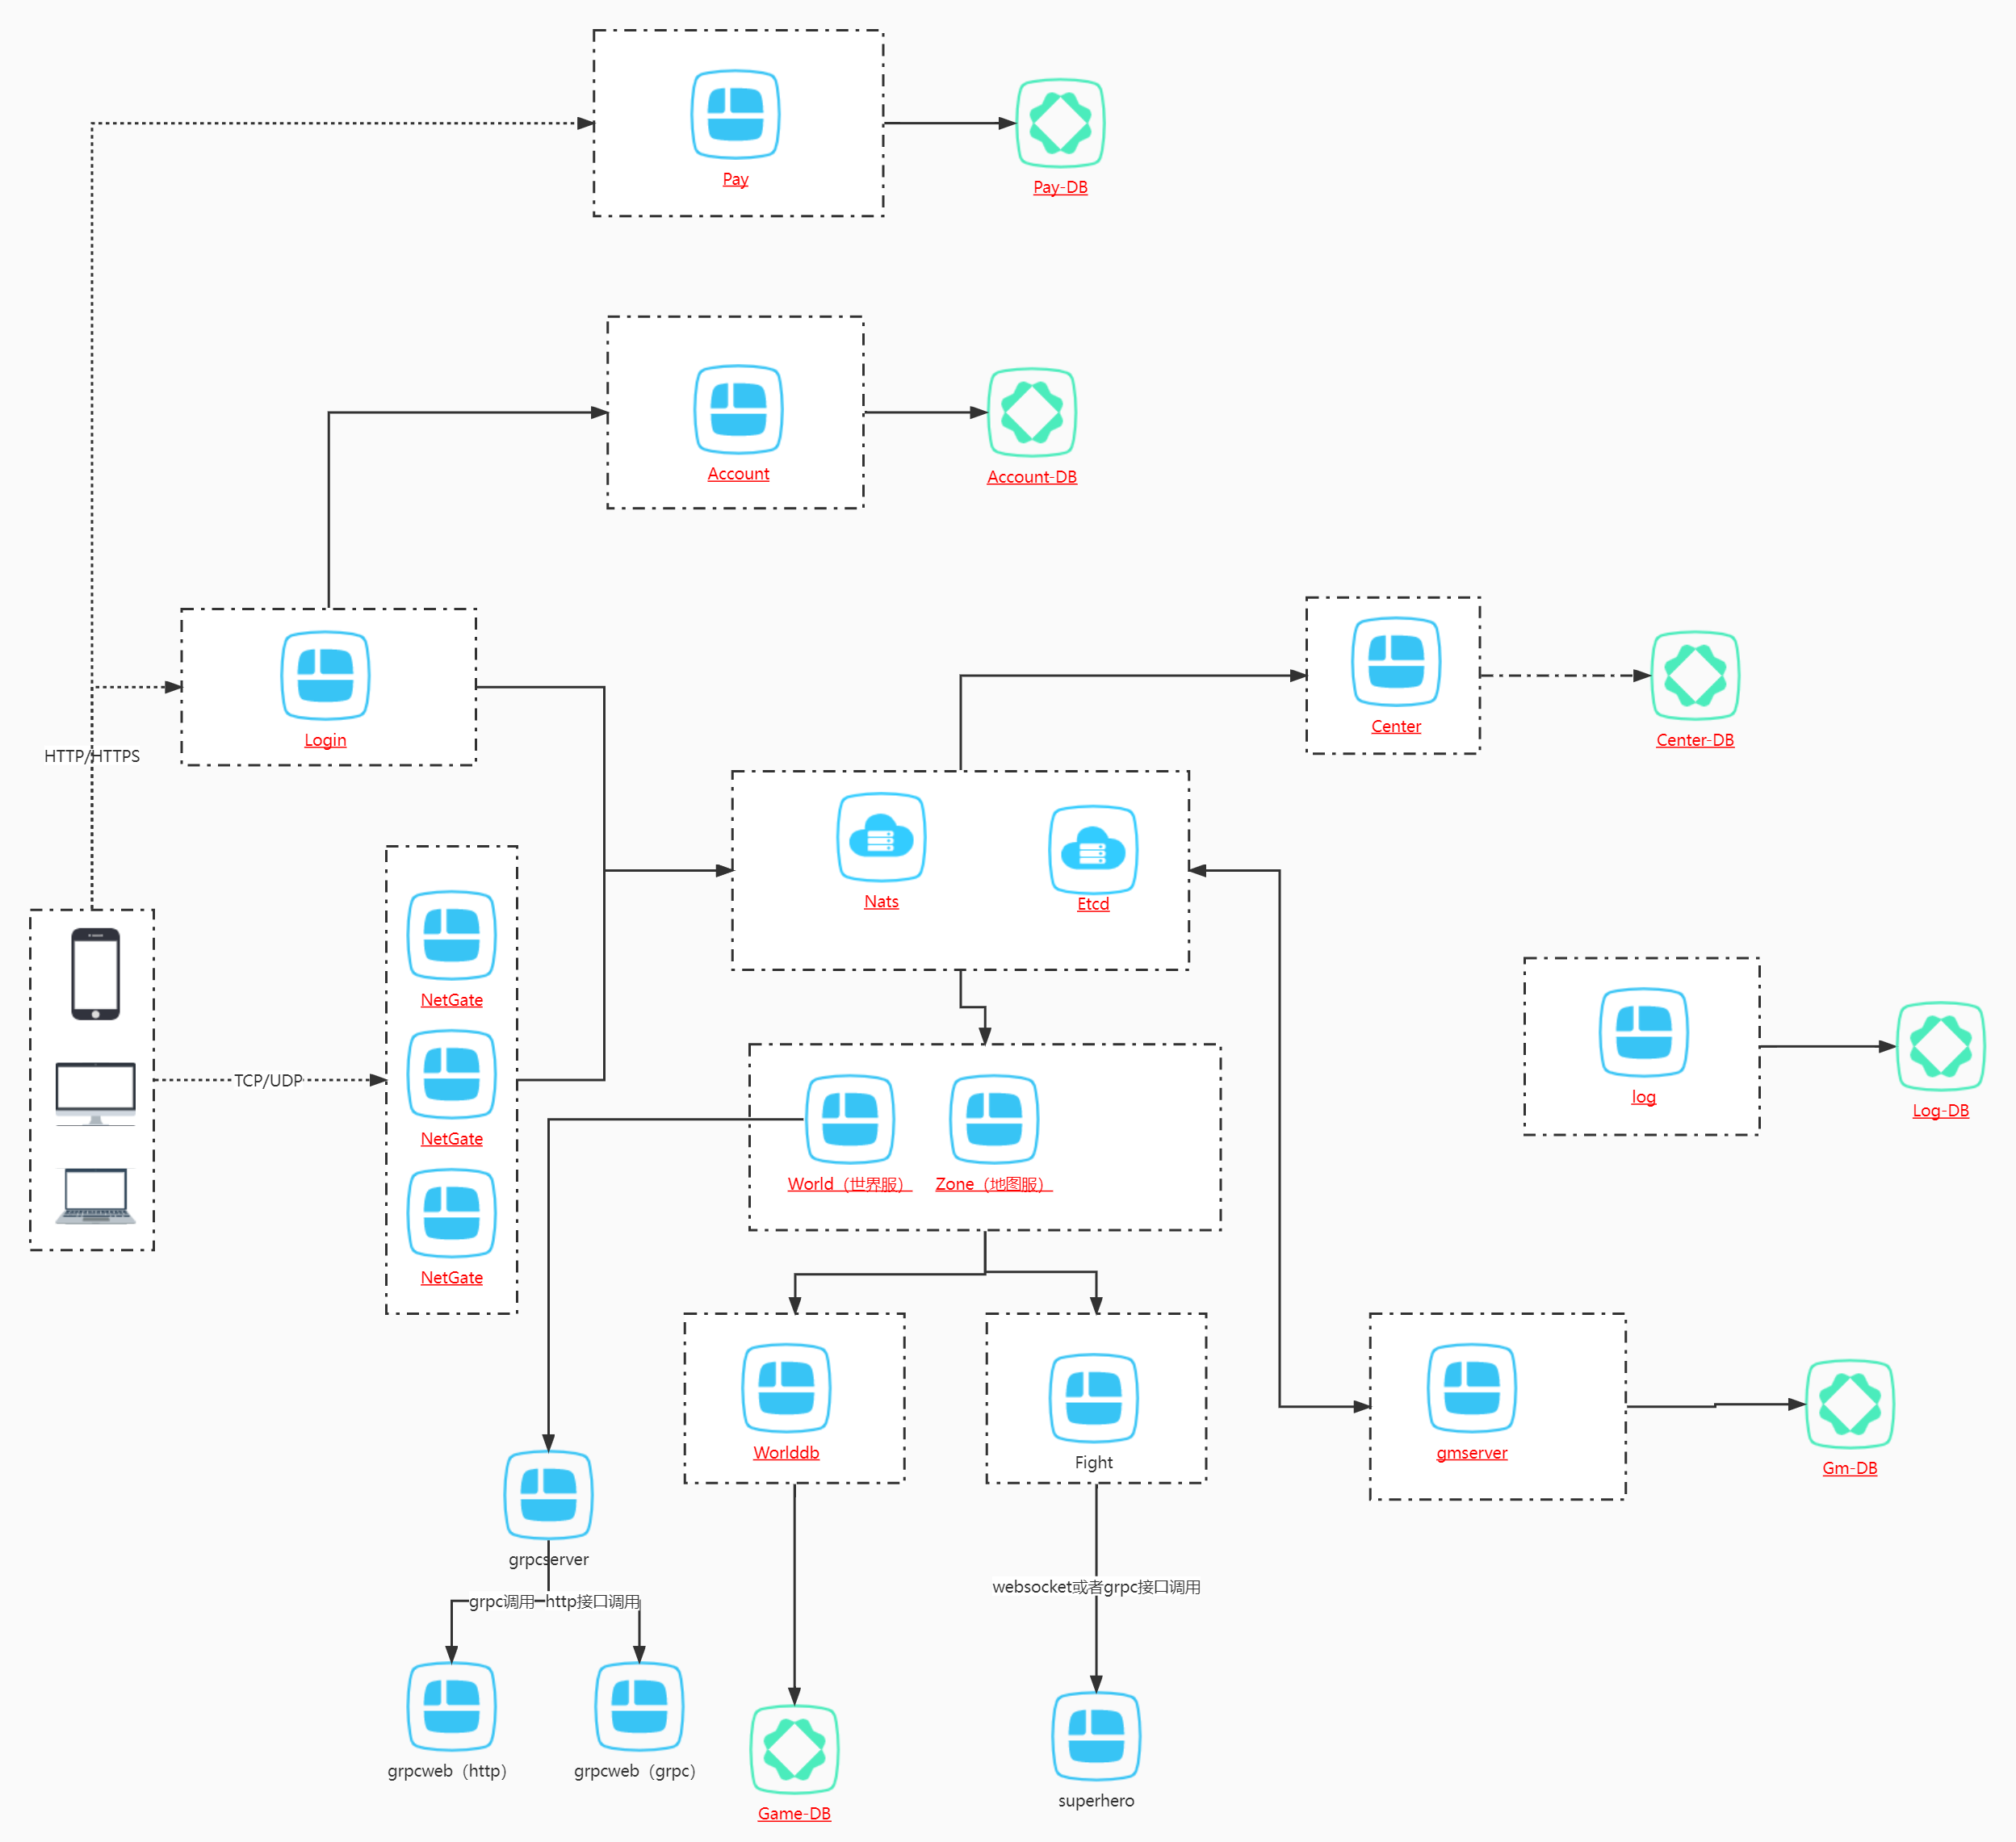 Pay
Pay-DB
Account
Account-DB
Login
HTTP/HTTPS
Center
Center-DB
Nats
Etcd
NetGate
TCP/UDP
NetGate
NetGate
World（世界服）
Zone（地图服）
log
Log-DB
Worlddb
Fight
gmserver
Gm-DB
grpcserver
grpc调用
http接口调用
websocket或者grpc接口调用
grpcweb（http）
grpcweb（grpc）
Game-DB
superhero